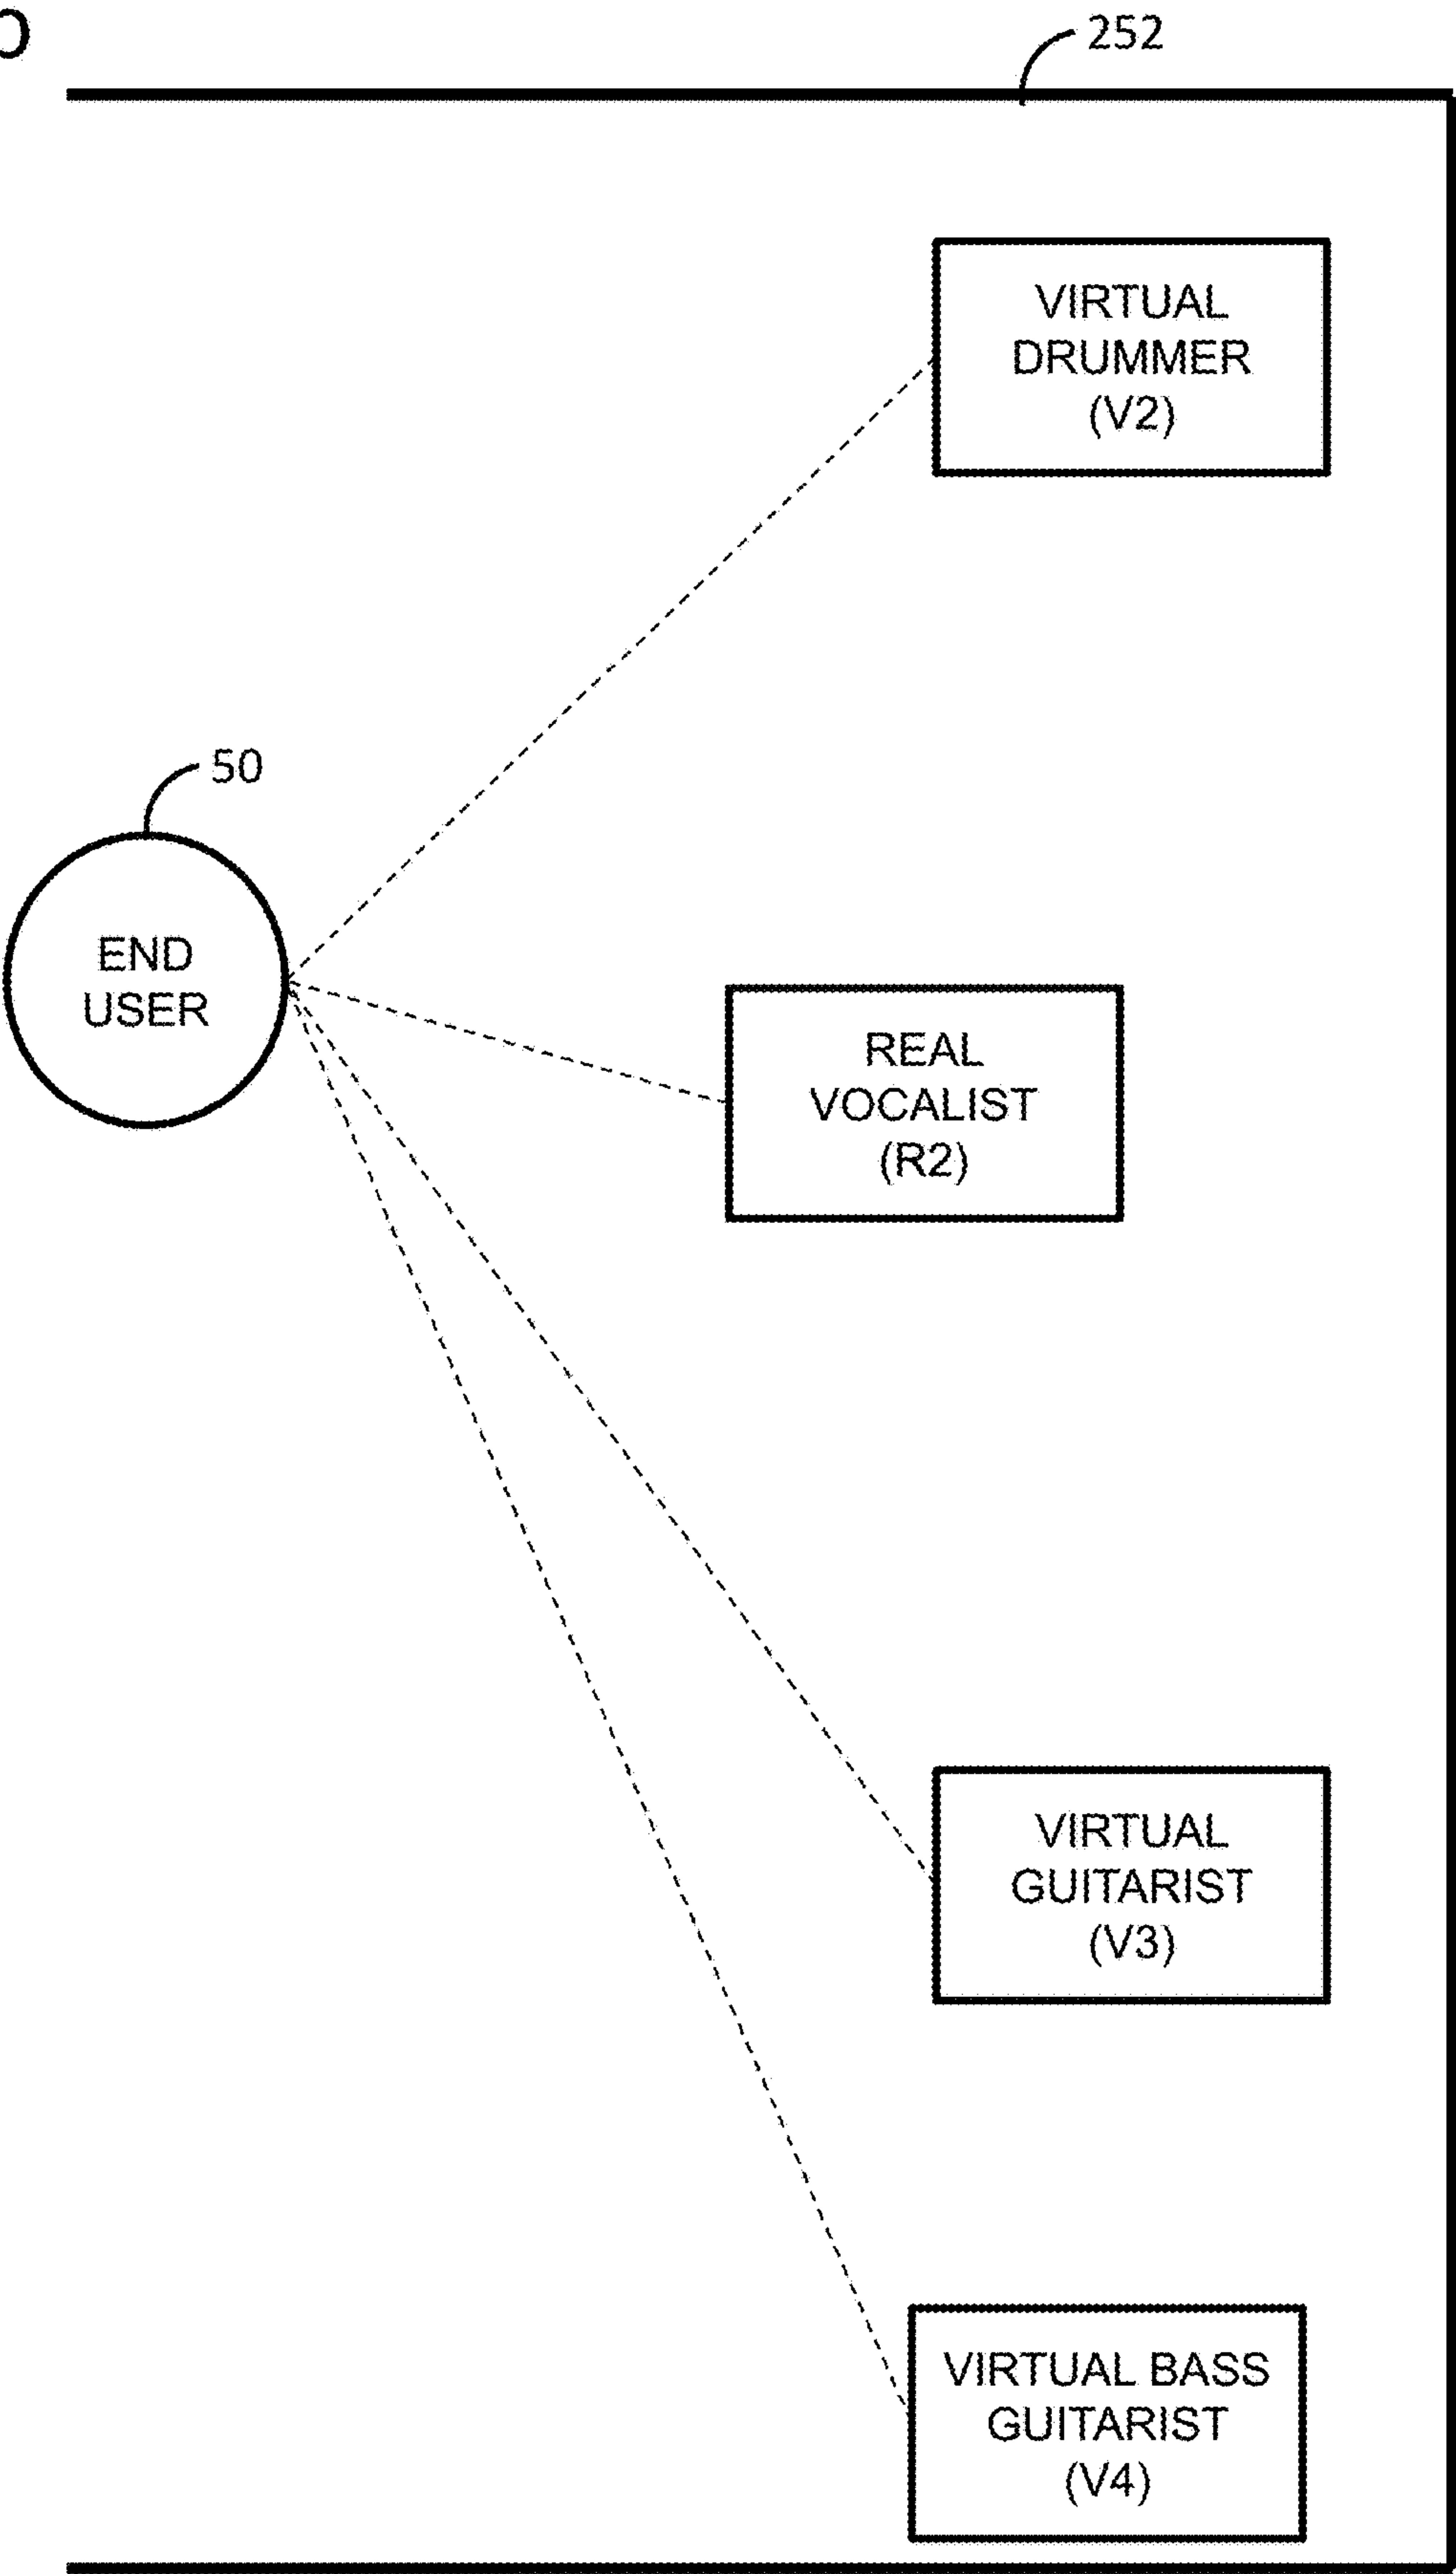 252
VIRTUAL
DRUMMER
(V2)
50
END
USER
REAL
VOCALIST
(R2)
VIRTUAL
GUITARIST
(V3)
VIRTUAL BASS
GUITARIST
(V4)